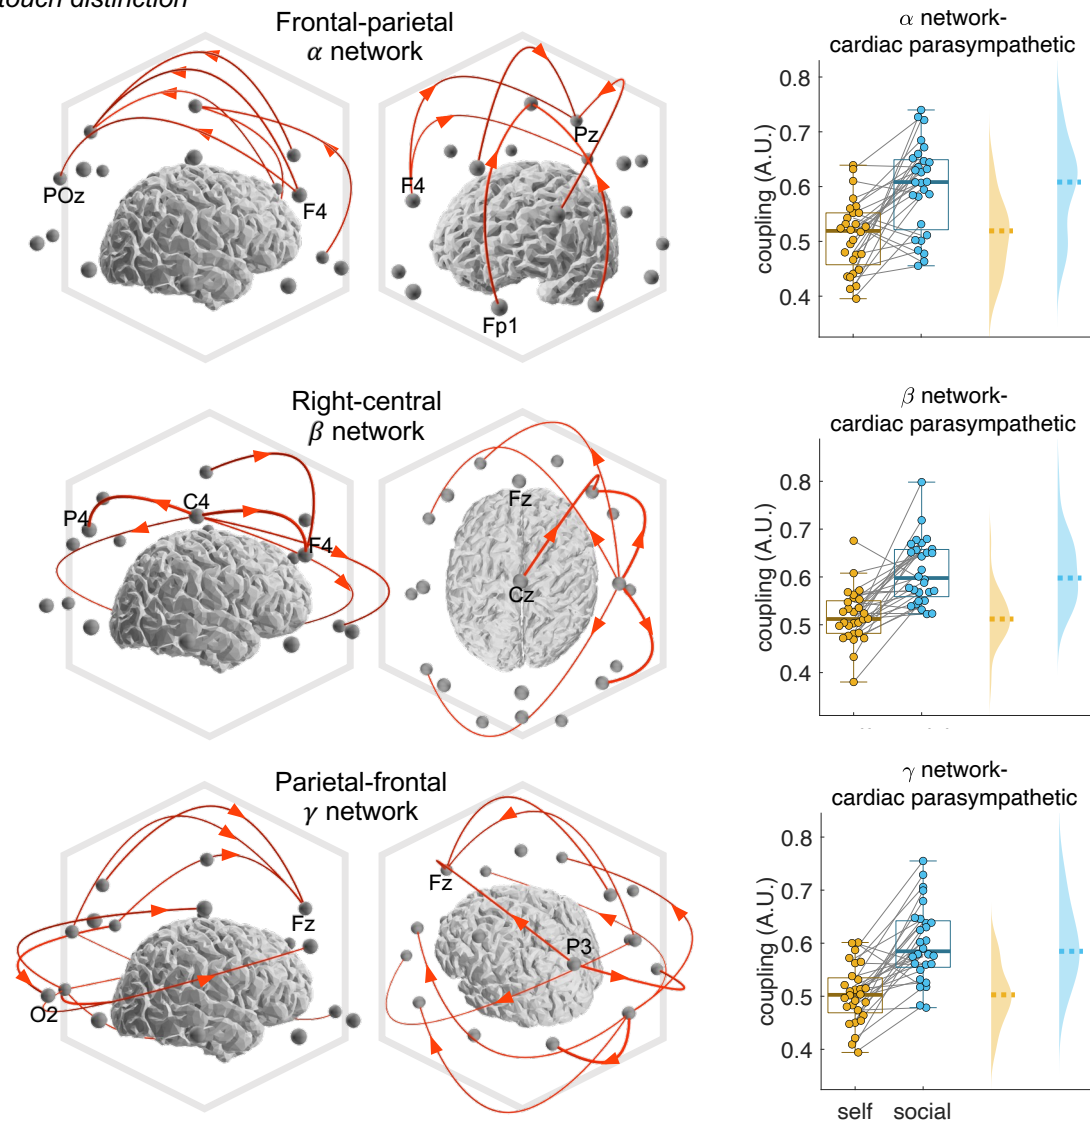 touch distinction
Frontal-parietal
α network
POz
F4
F4
Pz
Fp1
α network-
cardiac parasympathetic
coupling (A.U.)
0.8
0.7
0.6
0.5
0.4
Right-central
β network
P4
C4
F4
Fz
Cz
β network-
cardiac parasympathetic
coupling (A.U.)
0.8
0.7
0.6
0.5
0.4
Parietal-frontal
γ network
Fz
O2
Fz
P3
γ network-
cardiac parasympathetic
coupling (A.U.)
0.8
0.7
0.6
0.5
0.4
self social